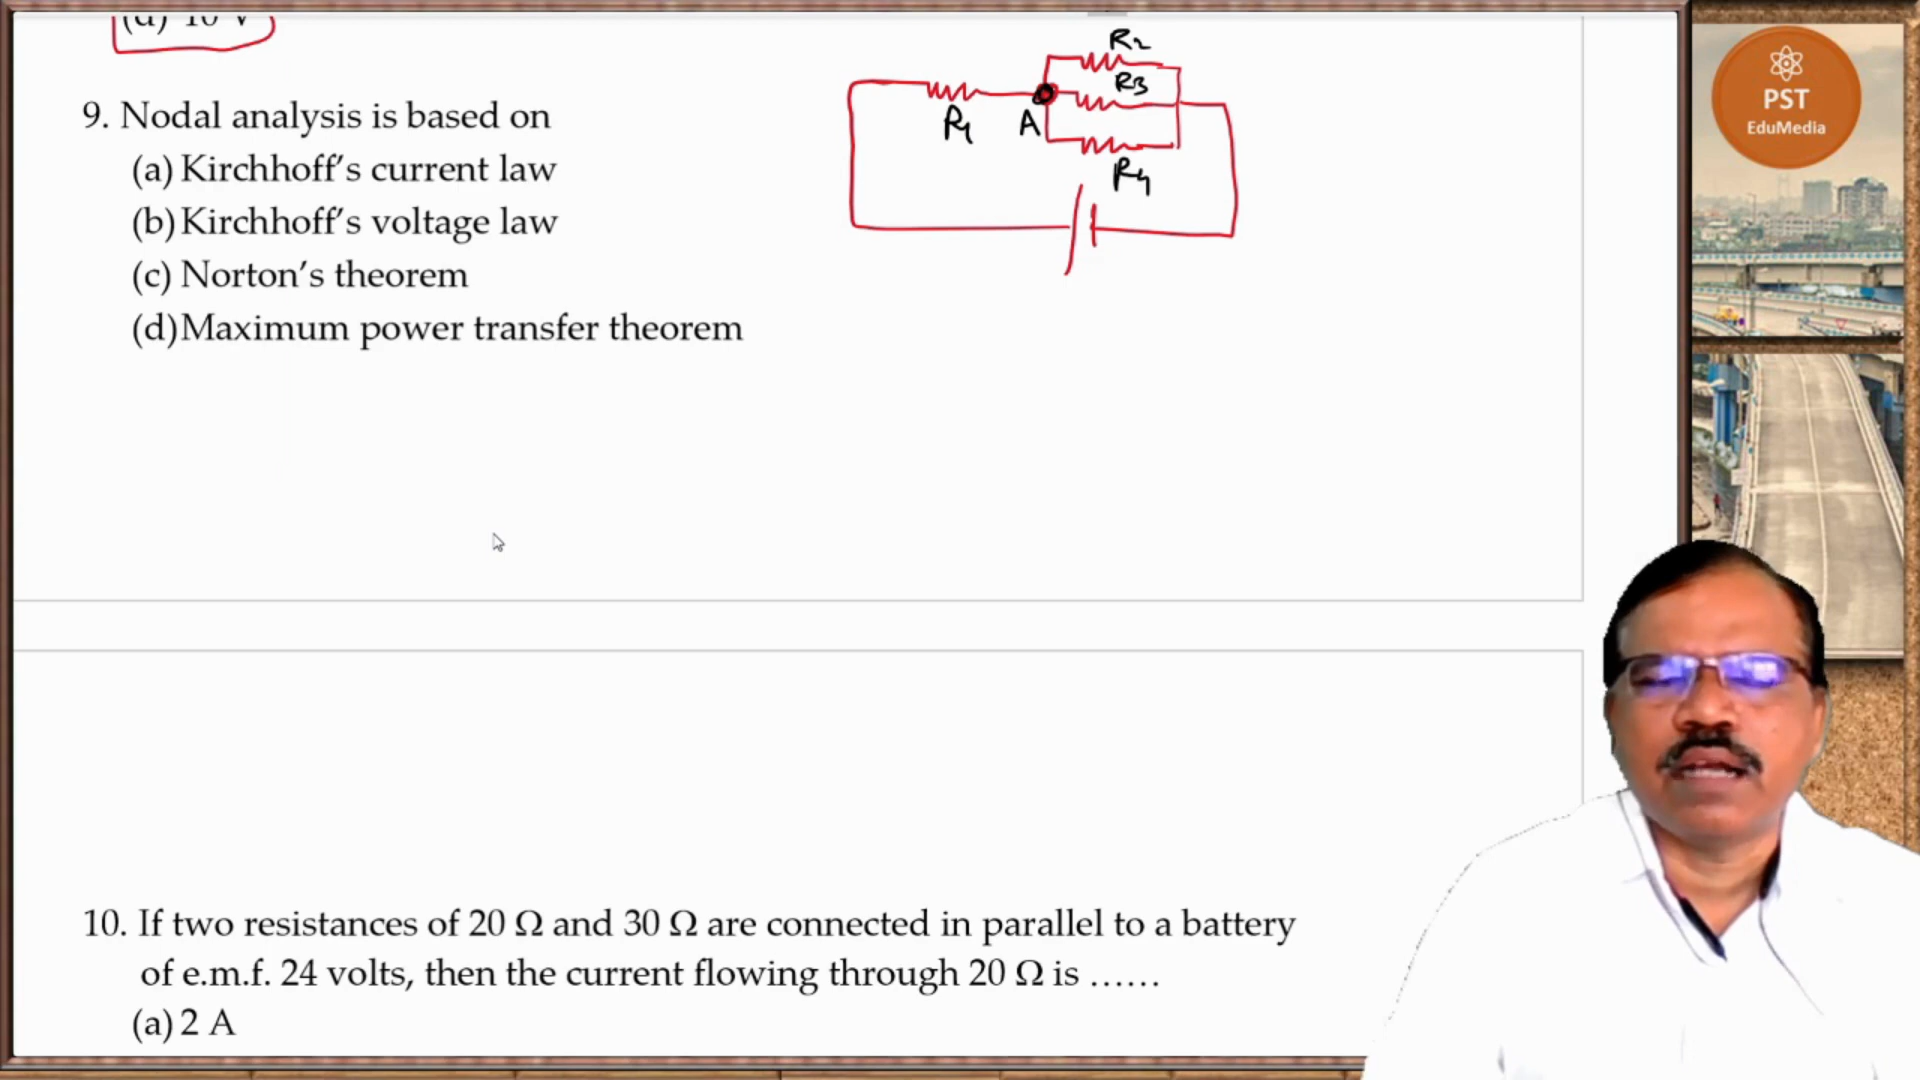 (d) 10 V
9. Nodal analysis is based on
(a) Kirchhoff's current law
(b) Kirchhoff's voltage law
(c) Norton's theorem
(d) Maximum power transfer theorem
R2
R3
R1
A
R4
PST
EduMedia
10. If two resistances of 20 Ω and 30 Ω are connected in parallel to a battery
of e.m.f. 24 volts, then the current flowing through 20 Ω is ……
(a) 2 A